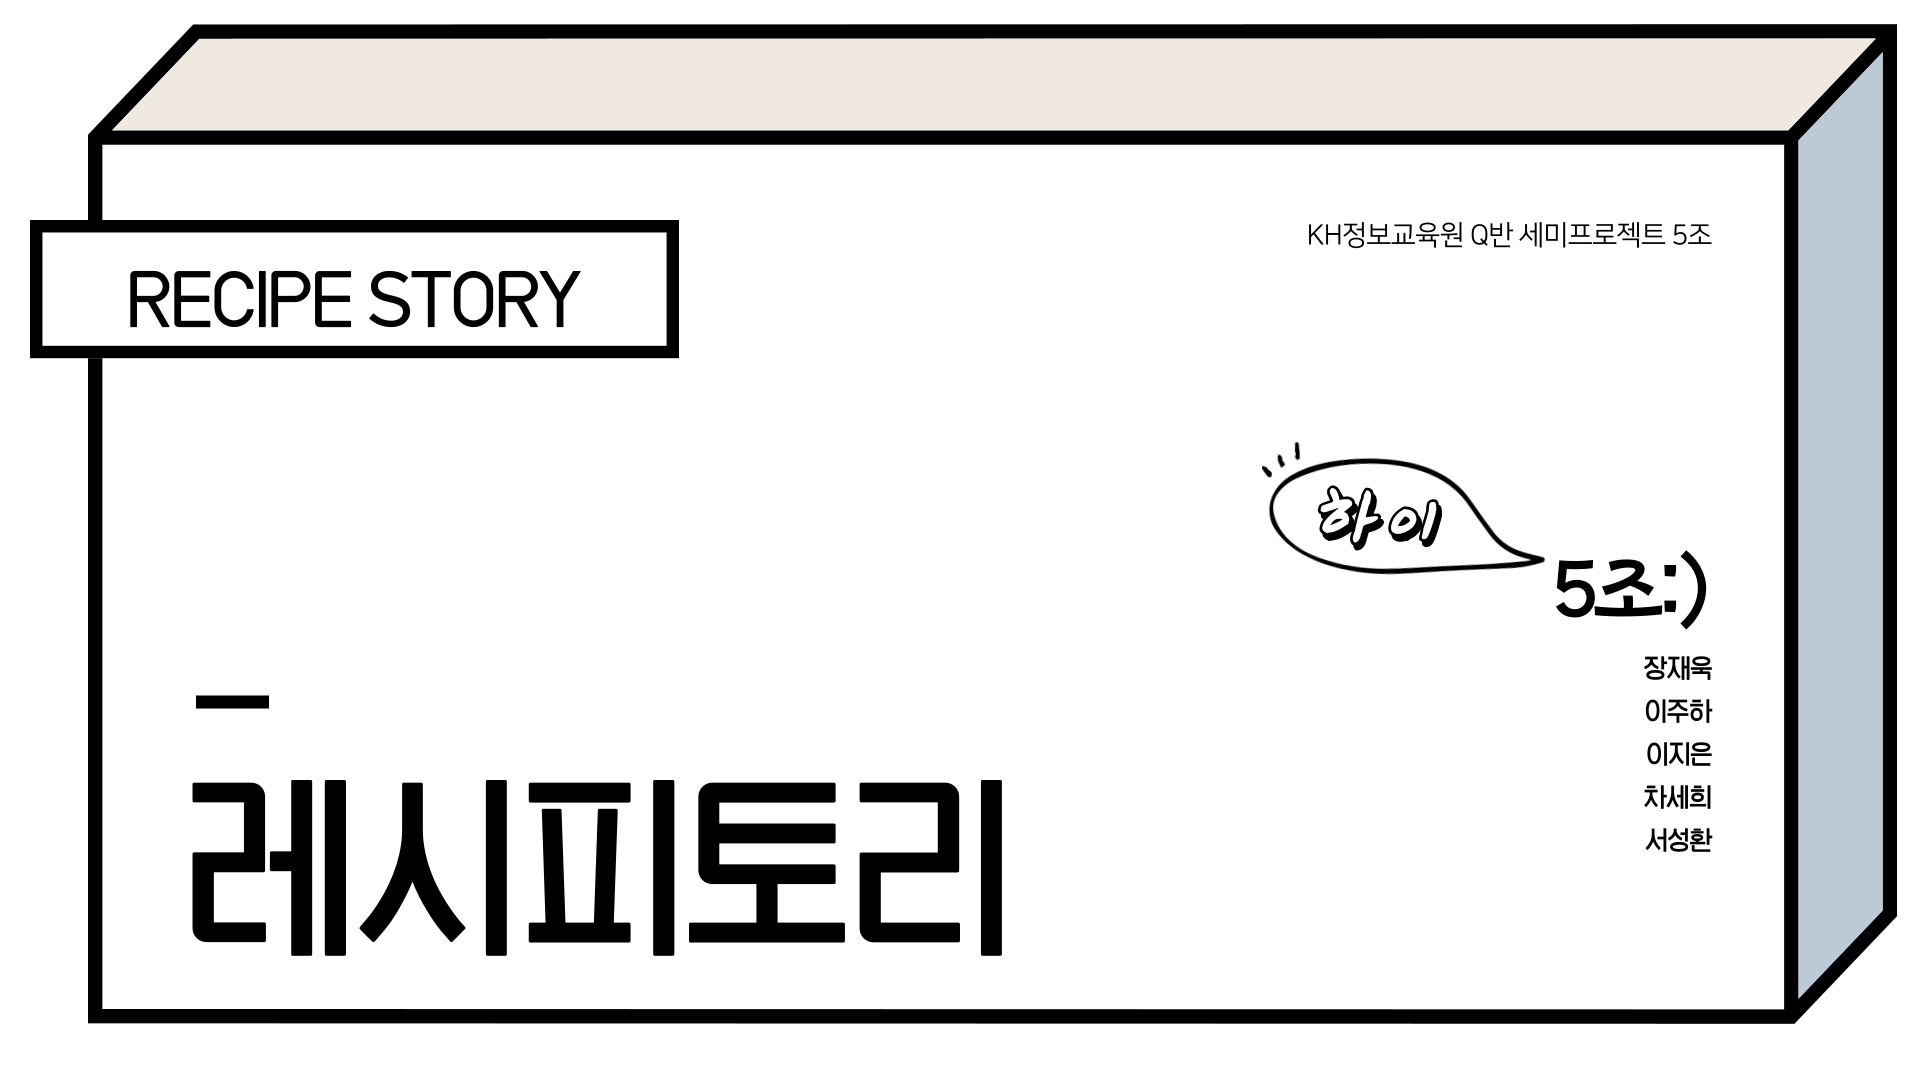 RECIPE STORY
KH정보교육원 Q반 세미프로젝트 5조
하이
5조:)
장재욱
이주하
이지은
차세희
서성환
레시피토리